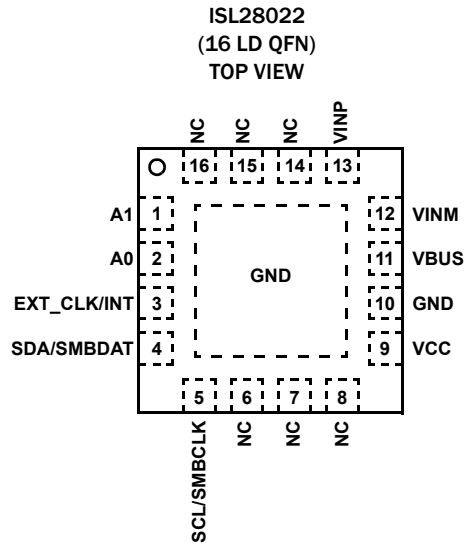 ISL28022
(16 LD QFN)
TOP VIEW
NC
NC
NC
VINP
16
15
14
13
A1
1
12
VINM
A0
2
GND
11
VBUS
EXT_CLK/INT
3
10
GND
SDA/SMBDAT
4
9
VCC
5
6
7
8
SCL/SMBCLK
NC
NC
NC